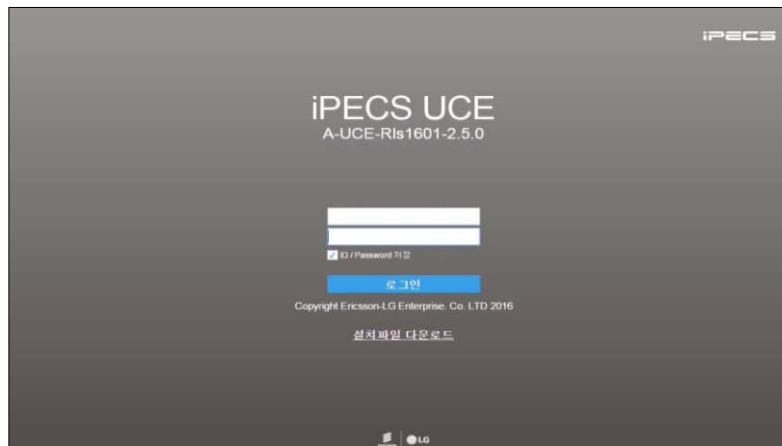 iPECS
iPECS UCE
A-UCE-Rls1601-2.5.0
ID / Password 저장
로그인
Copyright Ericsson-LG Enterprise. Co. LTD 2016
설치파일 다운로드
LG